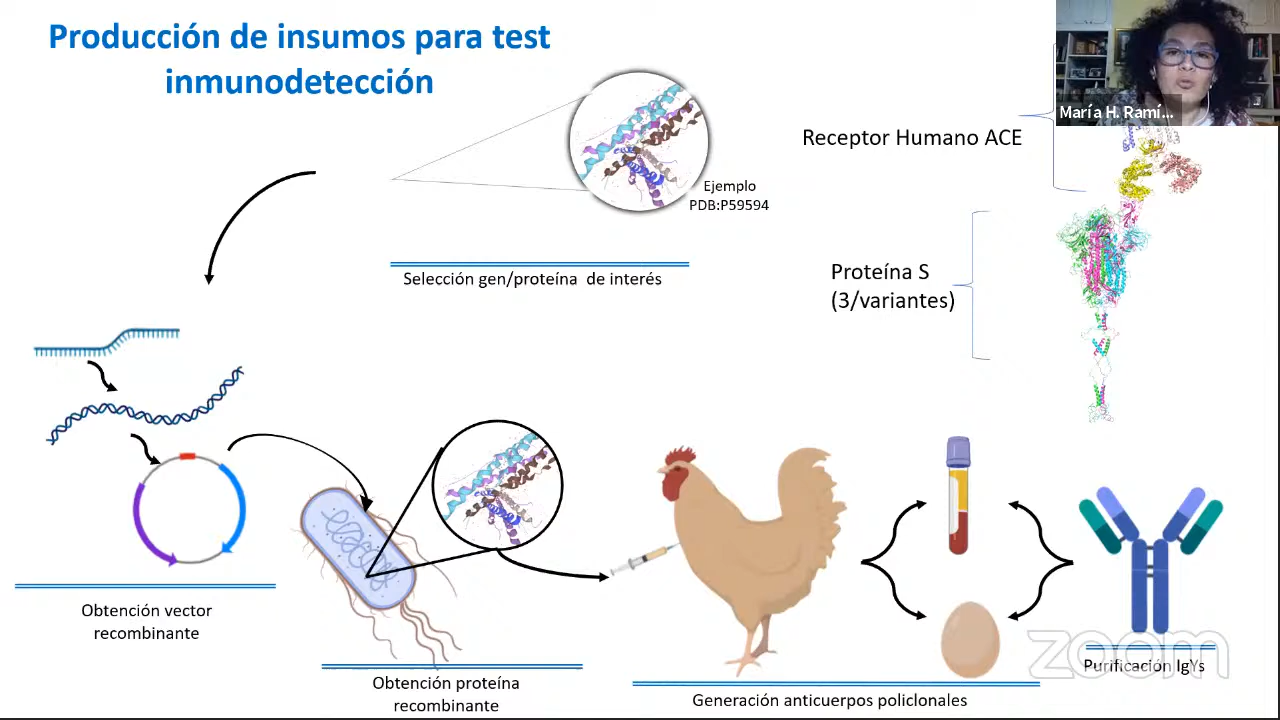 Producción de insumos para test
inmunodetección
María H. Ramí...
Receptor Humano ACE
Ejemplo
PDB:P59594
Selección gen/proteína de interés
Proteína S
(3/variantes)
Obtención vector
recombinante
Obtención proteína
recombinante
Generación anticuerpos policlonales
Purificación IgYs
zoom